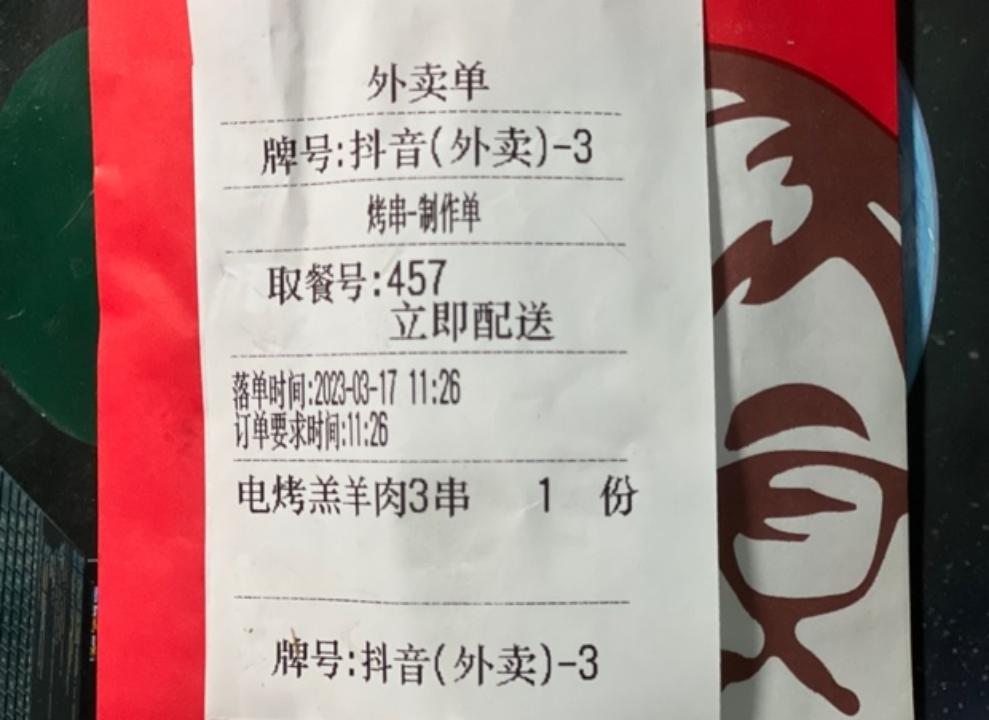 外卖单
牌号:抖音(外卖)-3
烤串-制作单
取餐号:457
立即配送
落单时间:2023-03-17 11:26
订单要求时间:11:26
电烤羔羊肉3串 1 份
牌号:抖音(外卖)-3